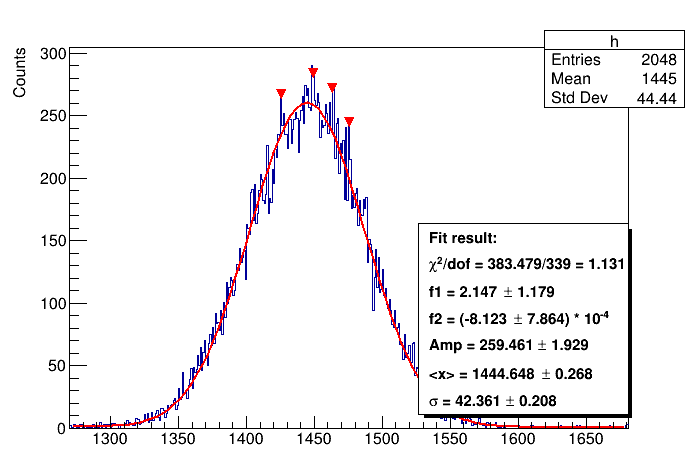 h
Entries 2048
Mean 1445
Std Dev 44.44
Counts
300
250
200
150
100
50
0
1300 1350 1400 1450 1500 1550 1600 1650
Fit result:
χ²/dof = 383.479/339 = 1.131
f1 = 2.147 ± 1.179
f2 = (-8.123 ± 7.864) * 10⁻⁴
Amp = 259.461 ± 1.929
<x> = 1444.648 ± 0.268
σ = 42.361 ± 0.208